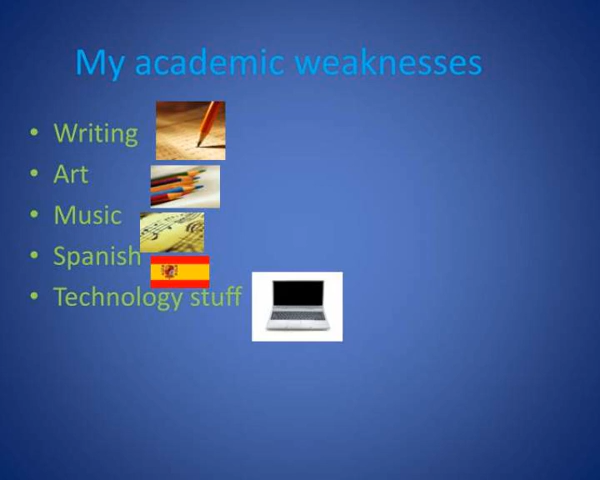 My academic weaknesses
• Writing
• Art
• Music
• Spanish
• Technology stuff